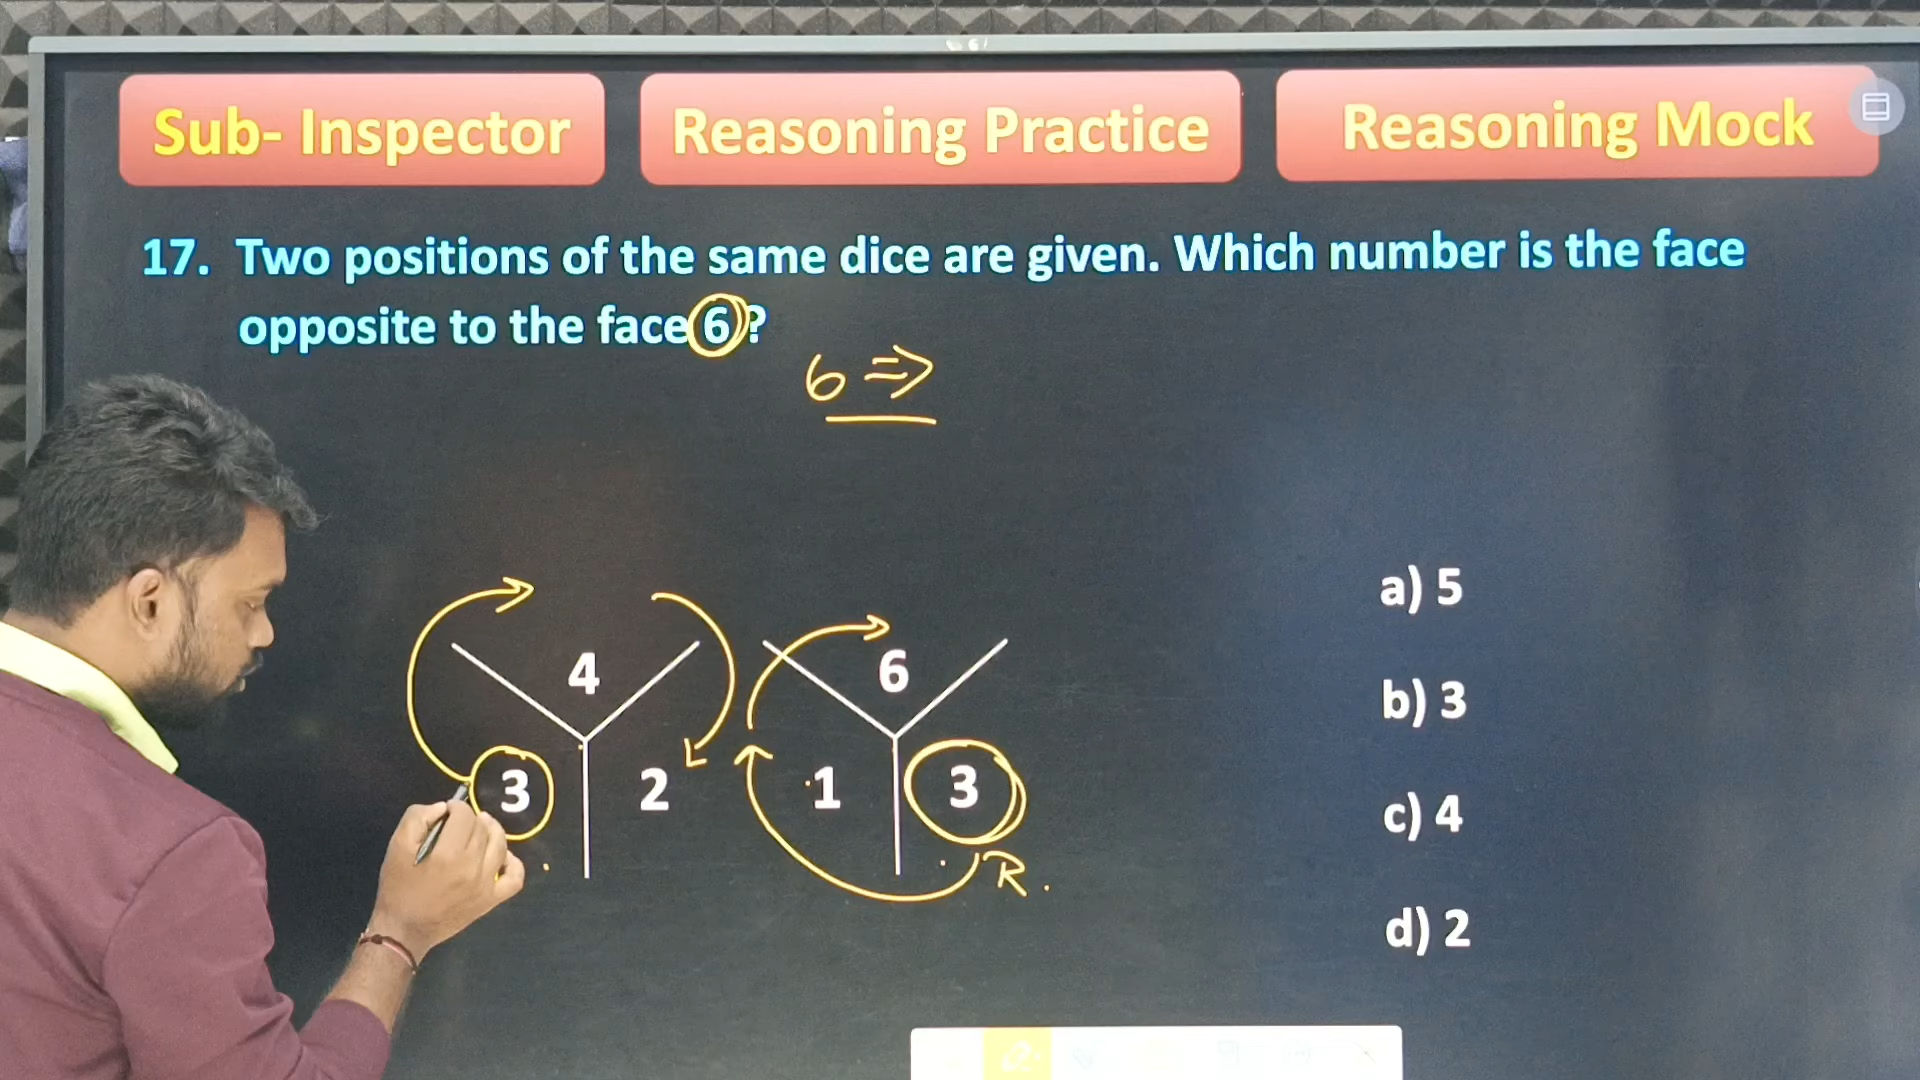 Sub- Inspector
Reasoning Practice
Reasoning Mock
17. Two positions of the same dice are given. Which number is the face
opposite to the face 6 ?
6 ⇒
4
3 2
6
1 3
R.
a) 5
b) 3
c) 4
d) 2